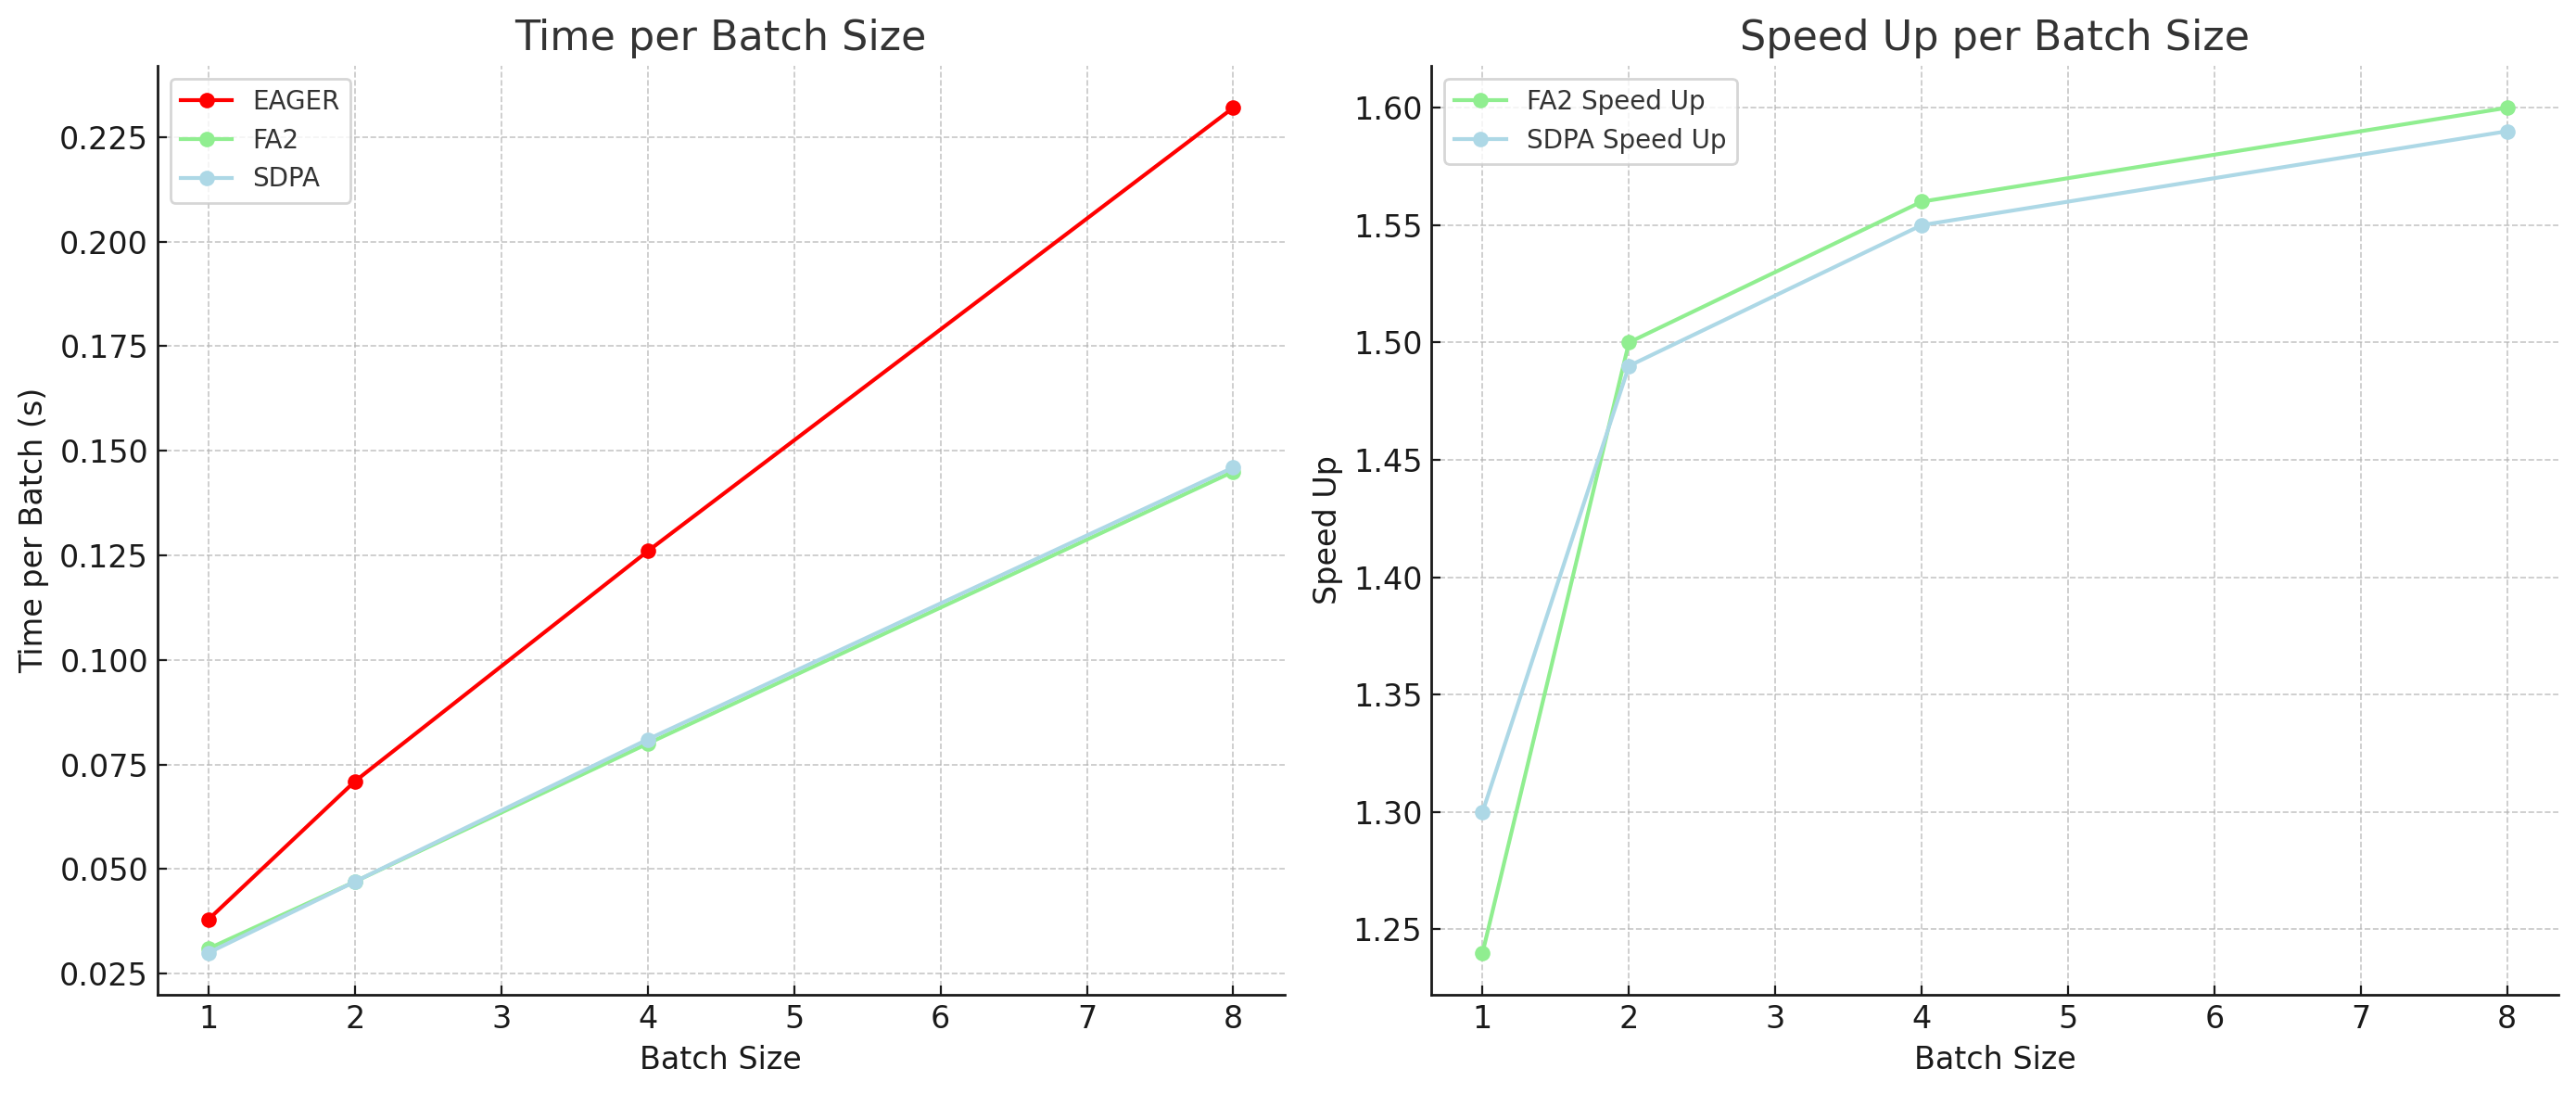 Time per Batch Size
EAGER
FA2
SDPA
0.225
0.200
0.175
0.150
0.125
0.100
0.075
0.050
0.025
Time per Batch (s)
1 2 3 4 5 6 7 8
Batch Size
Speed Up per Batch Size
FA2 Speed Up
SDPA Speed Up
1.60
1.55
1.50
1.45
1.40
1.35
1.30
1.25
Speed Up
1 2 3 4 5 6 7 8
Batch Size